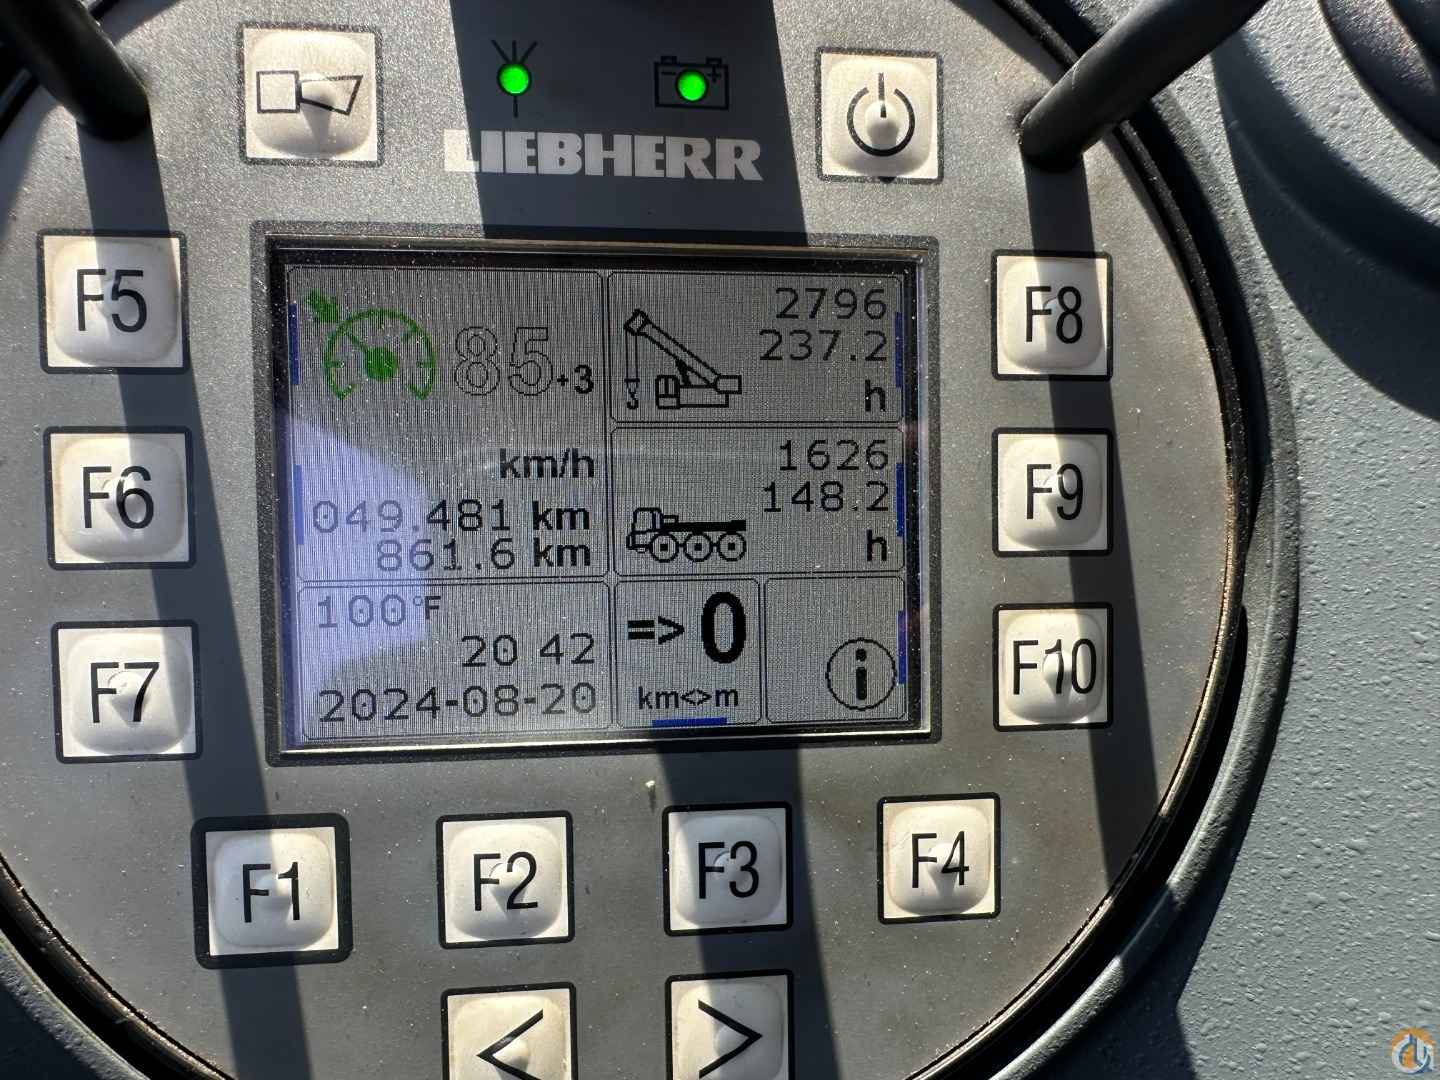 LIEBHERR
F5
F8
85+3
2796
237.2
h
km/h
F6
F9
1626
148.2
h
049.481 km
861.6 km
F7
F10
100°F
20 42
2024-08-20
=> 0
km<>m
i
F1
F2
F3
F4
<
>